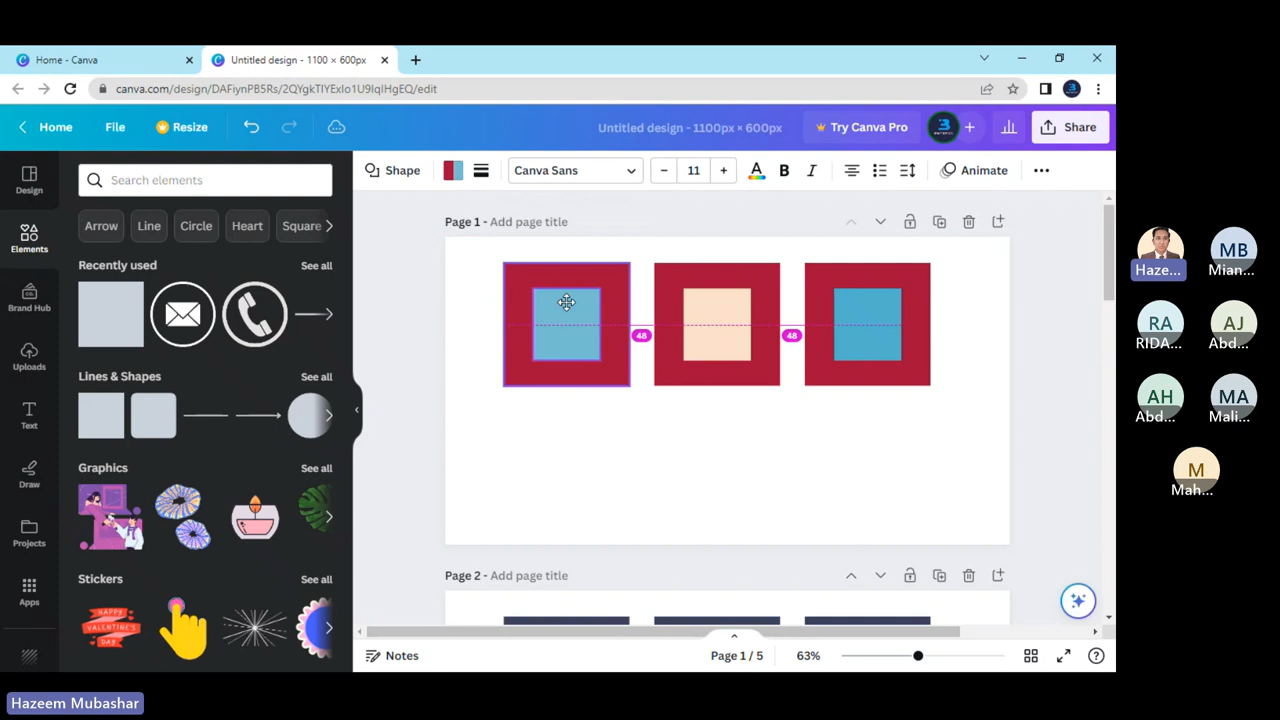 Home - Canva
Untitled design - 1100 × 600px
canva.com/design/DAFiynPB5Rs/2QYgkTlYExIo1U9IqIHgEQ/edit
Home
File
Resize
Untitled design - 1100px × 600px
Try Canva Pro
Share
Design
Elements
Brand Hub
Uploads
Text
Draw
Projects
Apps
Search elements
Arrow
Line
Circle
Heart
Square
Recently used
See all
Lines & Shapes
See all
Graphics
See all
Stickers
See all
HAPPY
VALENTINE'S
DAY
Shape
Canva Sans
11
A
B
I
Animate
Page 1 - Add page title
48
48
Page 2 - Add page title
Notes
Page 1 / 5
63%
Haze...
MB
Mian...
RA
RIDA...
AJ
Abd...
AH
Abd...
MA
Mali...
M
Mah...
Hazeem Mubashar